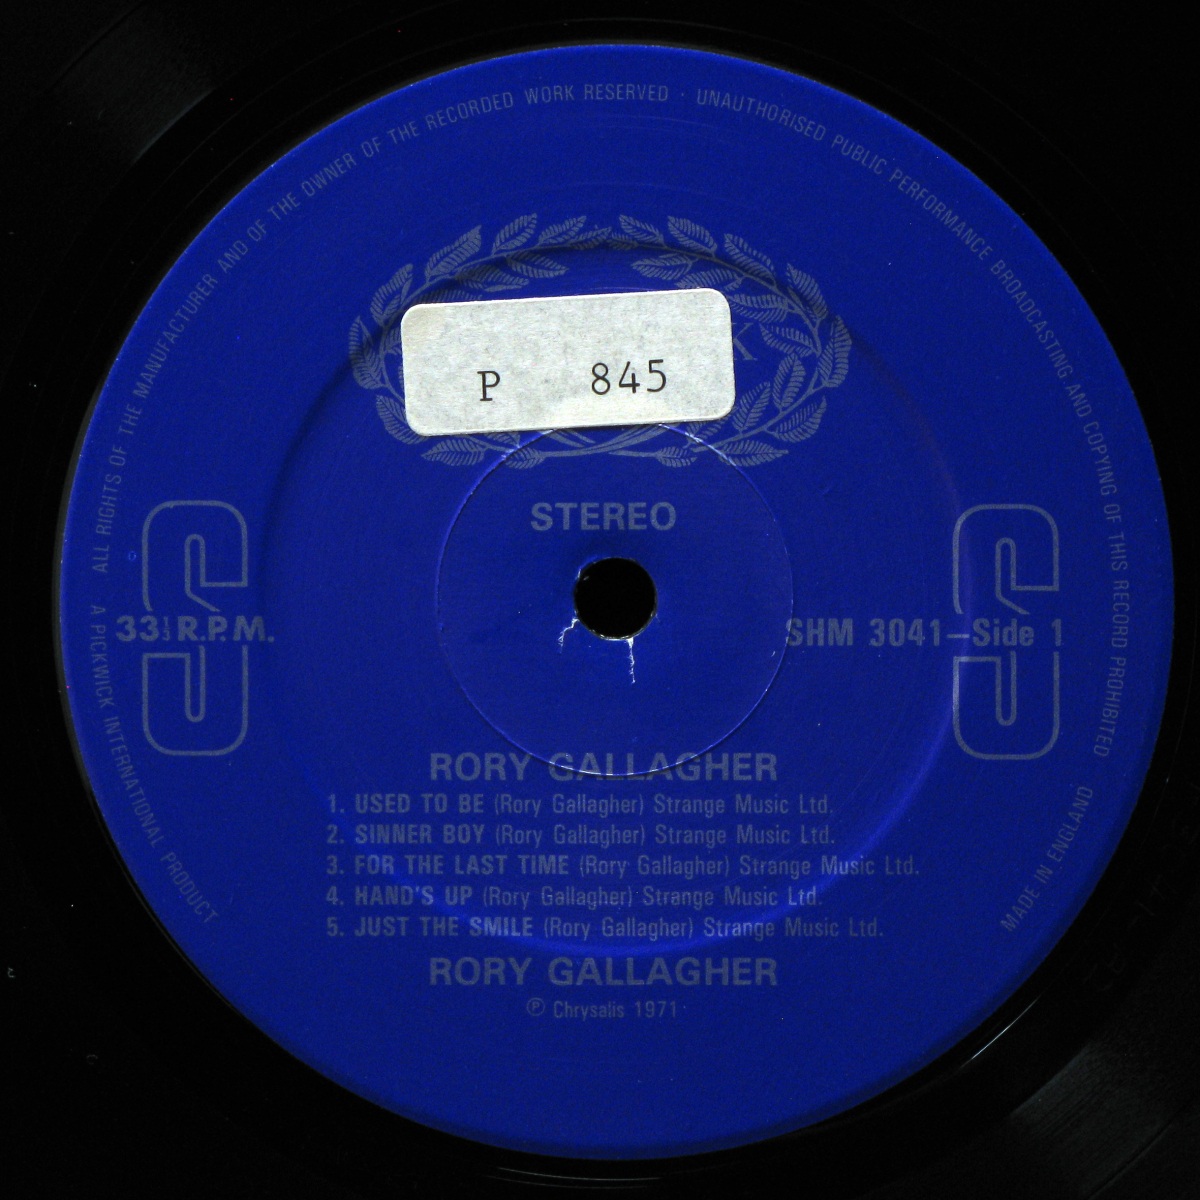 ALL RIGHTS OF THE MANUFACTURER AND OF THE OWNER OF THE RECORDED WORK RESERVED · UNAUTHORISED PUBLIC PERFORMANCE BROADCASTING AND COPYING OF THIS RECORD PROHIBITED
P 845
STEREO
33⅓ R.P.M.
SHM 3041–Side 1
RORY GALLAGHER
1. USED TO BE (Rory Gallagher) Strange Music Ltd.
2. SINNER BOY (Rory Gallagher) Strange Music Ltd.
3. FOR THE LAST TIME (Rory Gallagher) Strange Music Ltd.
4. HAND'S UP (Rory Gallagher) Strange Music Ltd.
5. JUST THE SMILE (Rory Gallagher) Strange Music Ltd.
RORY GALLAGHER
℗ Chrysalis 1971
A PICKWICK INTERNATIONAL PRODUCT
MADE IN ENGLAND